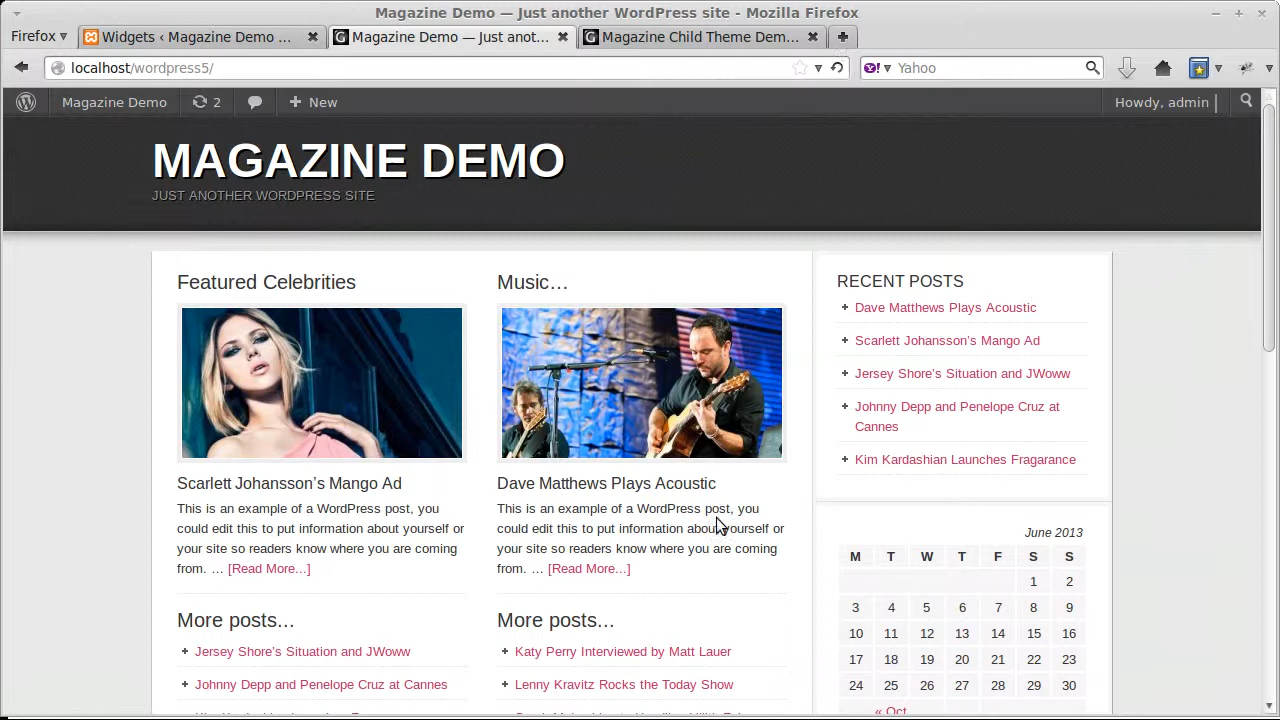 Magazine Demo — Just another WordPress site - Mozilla Firefox
Firefox
Widgets ‹ Magazine Demo ...
Magazine Demo — Just anot...
Magazine Child Theme Dem...
localhost/wordpress5/
Yahoo
Magazine Demo
2
New
Howdy, admin
MAGAZINE DEMO
JUST ANOTHER WORDPRESS SITE
Featured Celebrities
Scarlett Johansson's Mango Ad
This is an example of a WordPress post, you
could edit this to put information about yourself or
your site so readers know where you are coming
from. … [Read More...]
More posts...
Jersey Shore's Situation and JWoww
Johnny Depp and Penelope Cruz at Cannes
Music…
Dave Matthews Plays Acoustic
This is an example of a WordPress post, you
could edit this to put information about yourself or
your site so readers know where you are coming
from. … [Read More...]
More posts...
Katy Perry Interviewed by Matt Lauer
Lenny Kravitz Rocks the Today Show
RECENT POSTS
Dave Matthews Plays Acoustic
Scarlett Johansson's Mango Ad
Jersey Shore's Situation and JWoww
Johnny Depp and Penelope Cruz at
Cannes
Kim Kardashian Launches Fragarance
June 2013
M T W T F S S
1 2
3 4 5 6 7 8 9
10 11 12 13 14 15 16
17 18 19 20 21 22 23
24 25 26 27 28 29 30
« Oct